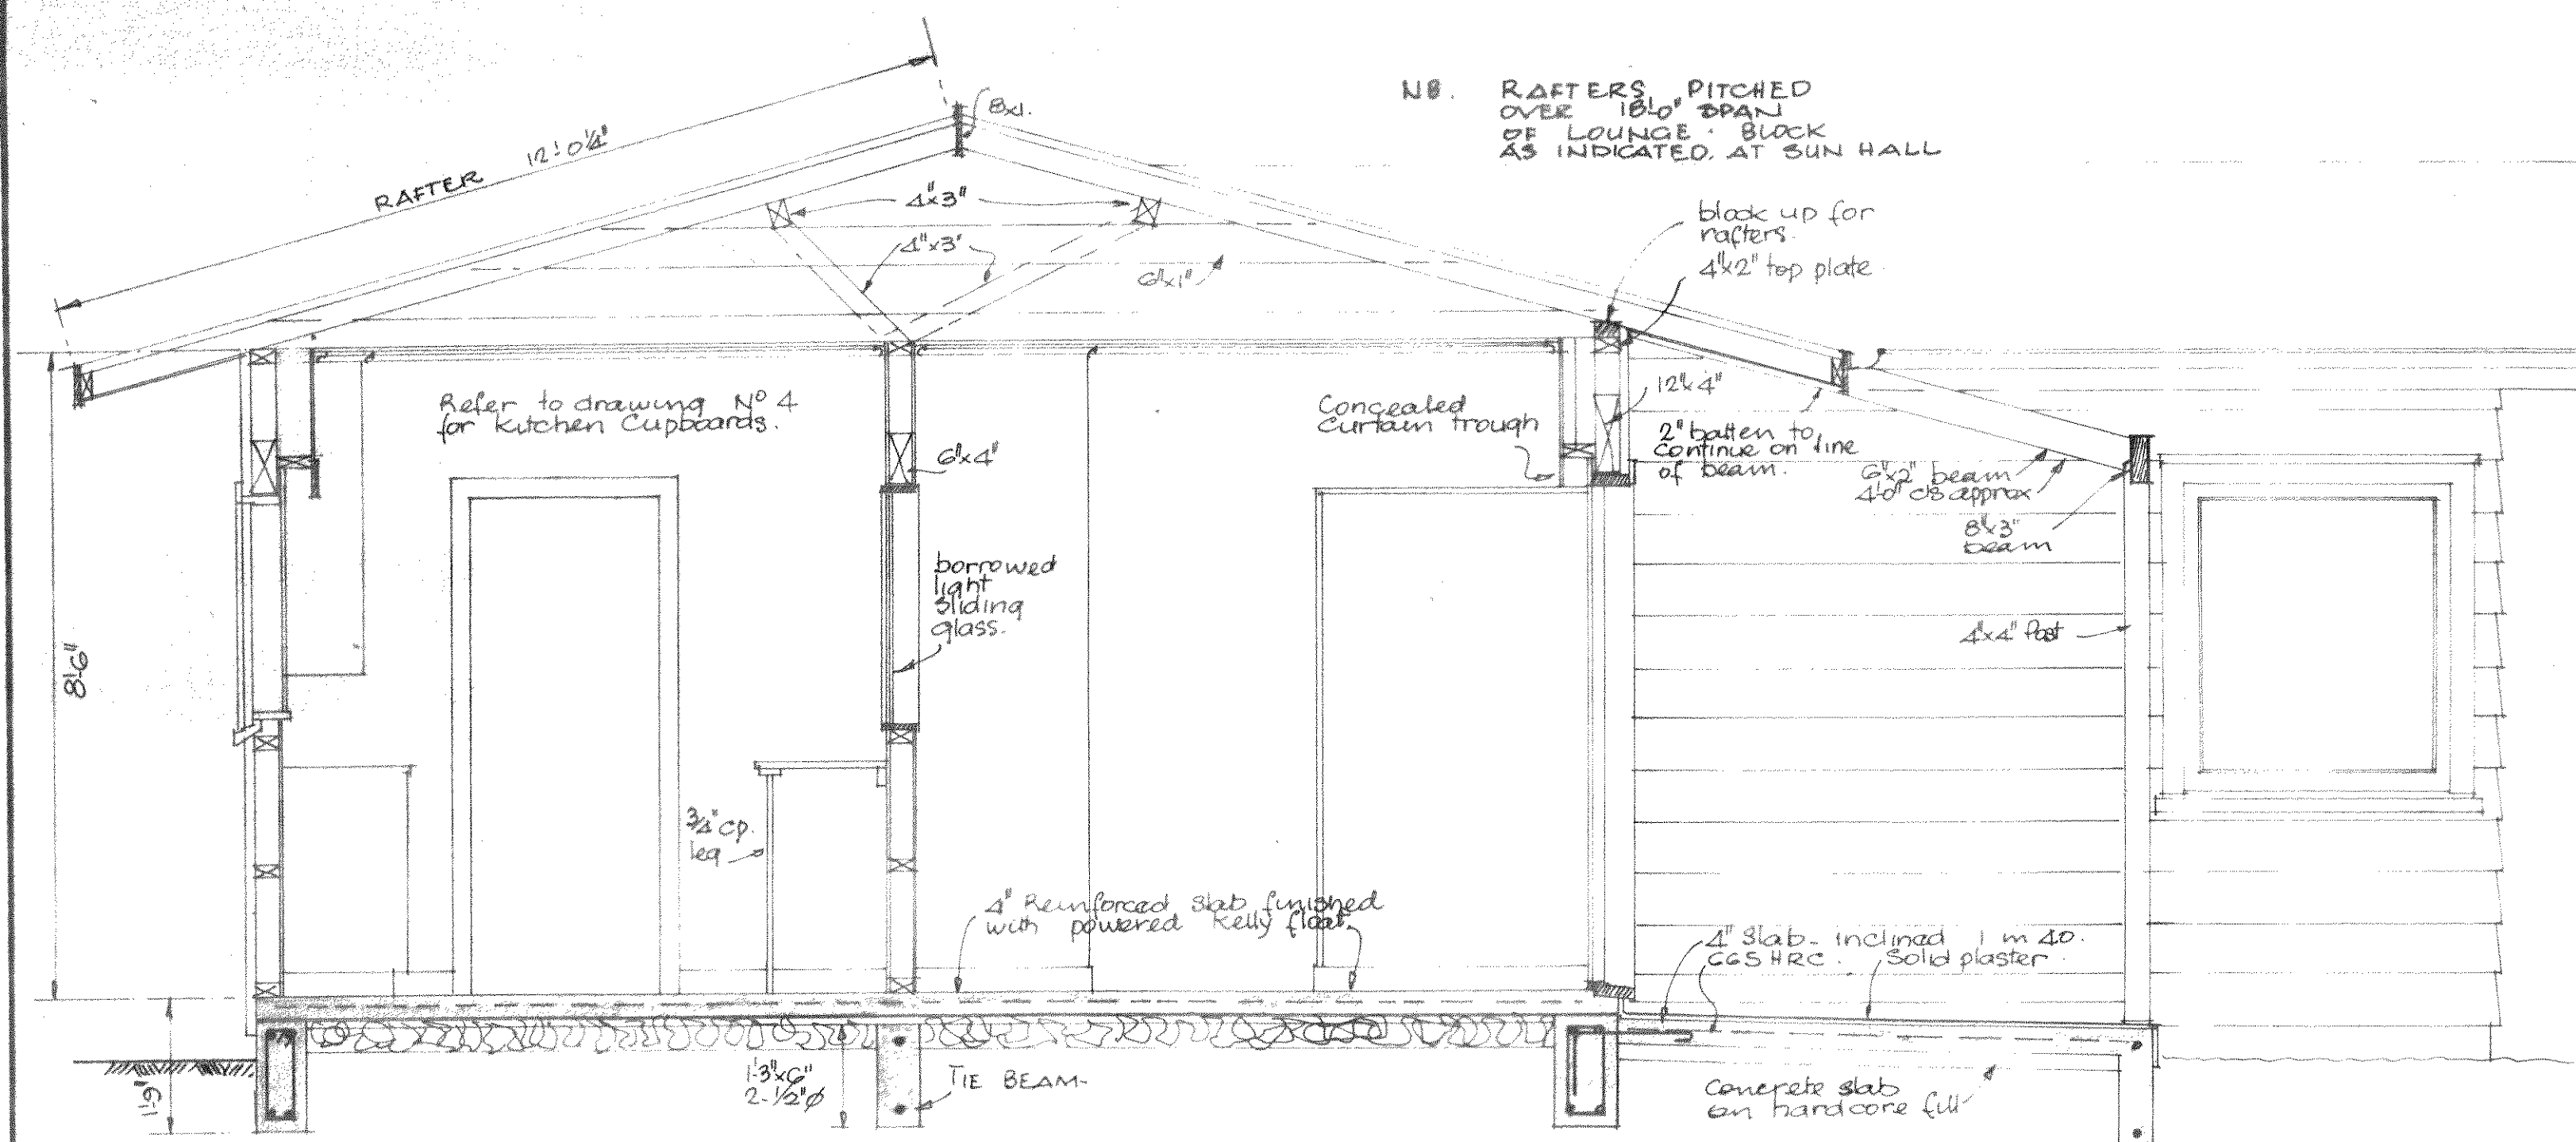 NB. RAFTERS PITCHED
OVER 18'-0" SPAN
OF LOUNGE. BLOCK
AS INDICATED. AT SUN HALL
8x1.
RAFTER 12'-0¼"
4"x3"
4"x3"
6"x1"
block up for
rafters.
4"x2" top plate
Refer to drawing Nº 4
for Kitchen Cupboards.
Concealed
Curtain trough
12"x4"
2" batten to
continue on line
of beam.
6"x4"
6"x2" beam
4'-0" c/s approx
8"x3"
beam
borrowed
light
sliding
glass.
4"x4" Post
8'-6"
3/4" cp.
leg
4" Reinforced slab finished
with powered Kelly float.
4" Slab - inclined 1 in 40.
665 HRC. Solid plaster
1'-9"
1'-3"x6"
2-1/2"ø
TIE BEAM-
Concrete slab
on hardcore fill